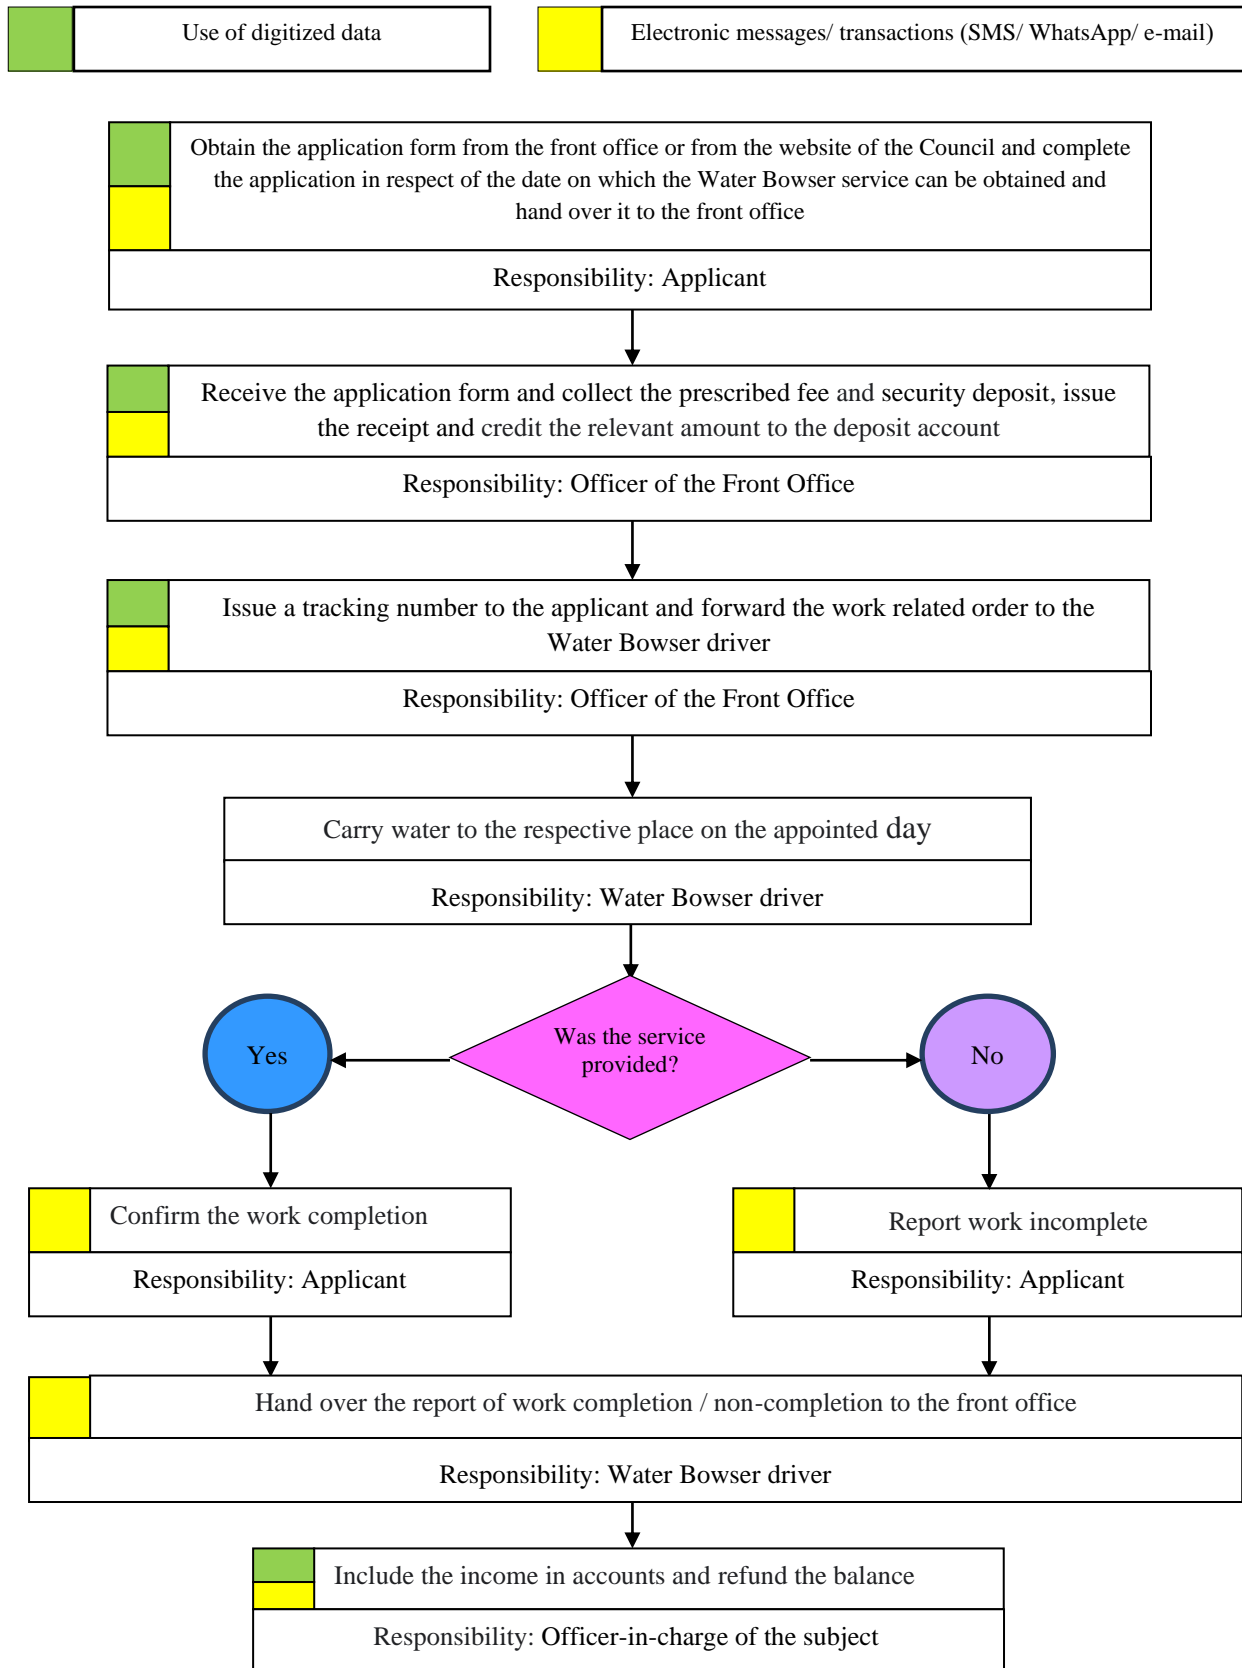 Use of digitized data
Electronic messages/ transactions (SMS/ WhatsApp/ e-mail)
Obtain the application form from the front office or from the website of the Council and complete
the application in respect of the date on which the Water Bowser service can be obtained and
hand over it to the front office
Responsibility: Applicant
Receive the application form and collect the prescribed fee and security deposit, issue
the receipt and credit the relevant amount to the deposit account
Responsibility: Officer of the Front Office
Issue a tracking number to the applicant and forward the work related order to the
Water Bowser driver
Responsibility: Officer of the Front Office
Carry water to the respective place on the appointed day
Responsibility: Water Bowser driver
Was the service
provided?
Yes
No
Confirm the work completion
Responsibility: Applicant
Report work incomplete
Responsibility: Applicant
Hand over the report of work completion / non-completion to the front office
Responsibility: Water Bowser driver
Include the income in accounts and refund the balance
Responsibility: Officer-in-charge of the subject